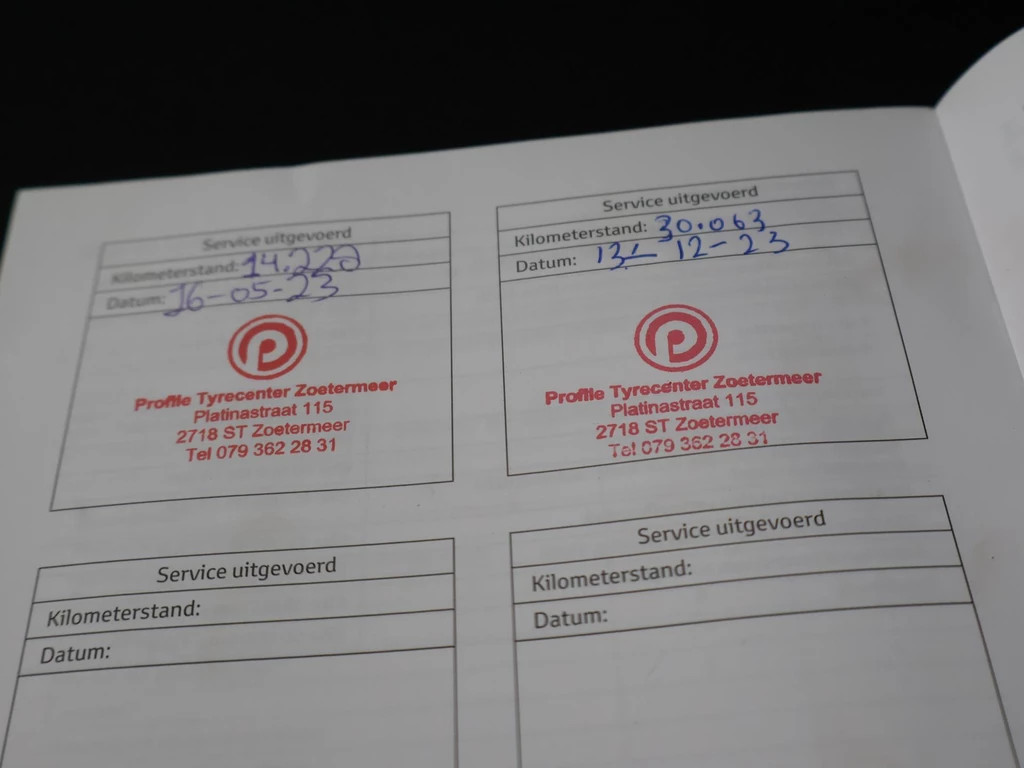 Service uitgevoerd
Kilometerstand: 14.222
Datum: 16-05-23
Profile Tyrecenter Zoetermeer
Platinastraat 115
2718 ST Zoetermeer
Tel 079 362 28 31
Service uitgevoerd
Kilometerstand: 30.063
Datum: 13-12-23
Profile Tyrecenter Zoetermeer
Platinastraat 115
2718 ST Zoetermeer
Tel 079 362 28 31
Service uitgevoerd
Kilometerstand:
Datum:
Service uitgevoerd
Kilometerstand:
Datum: